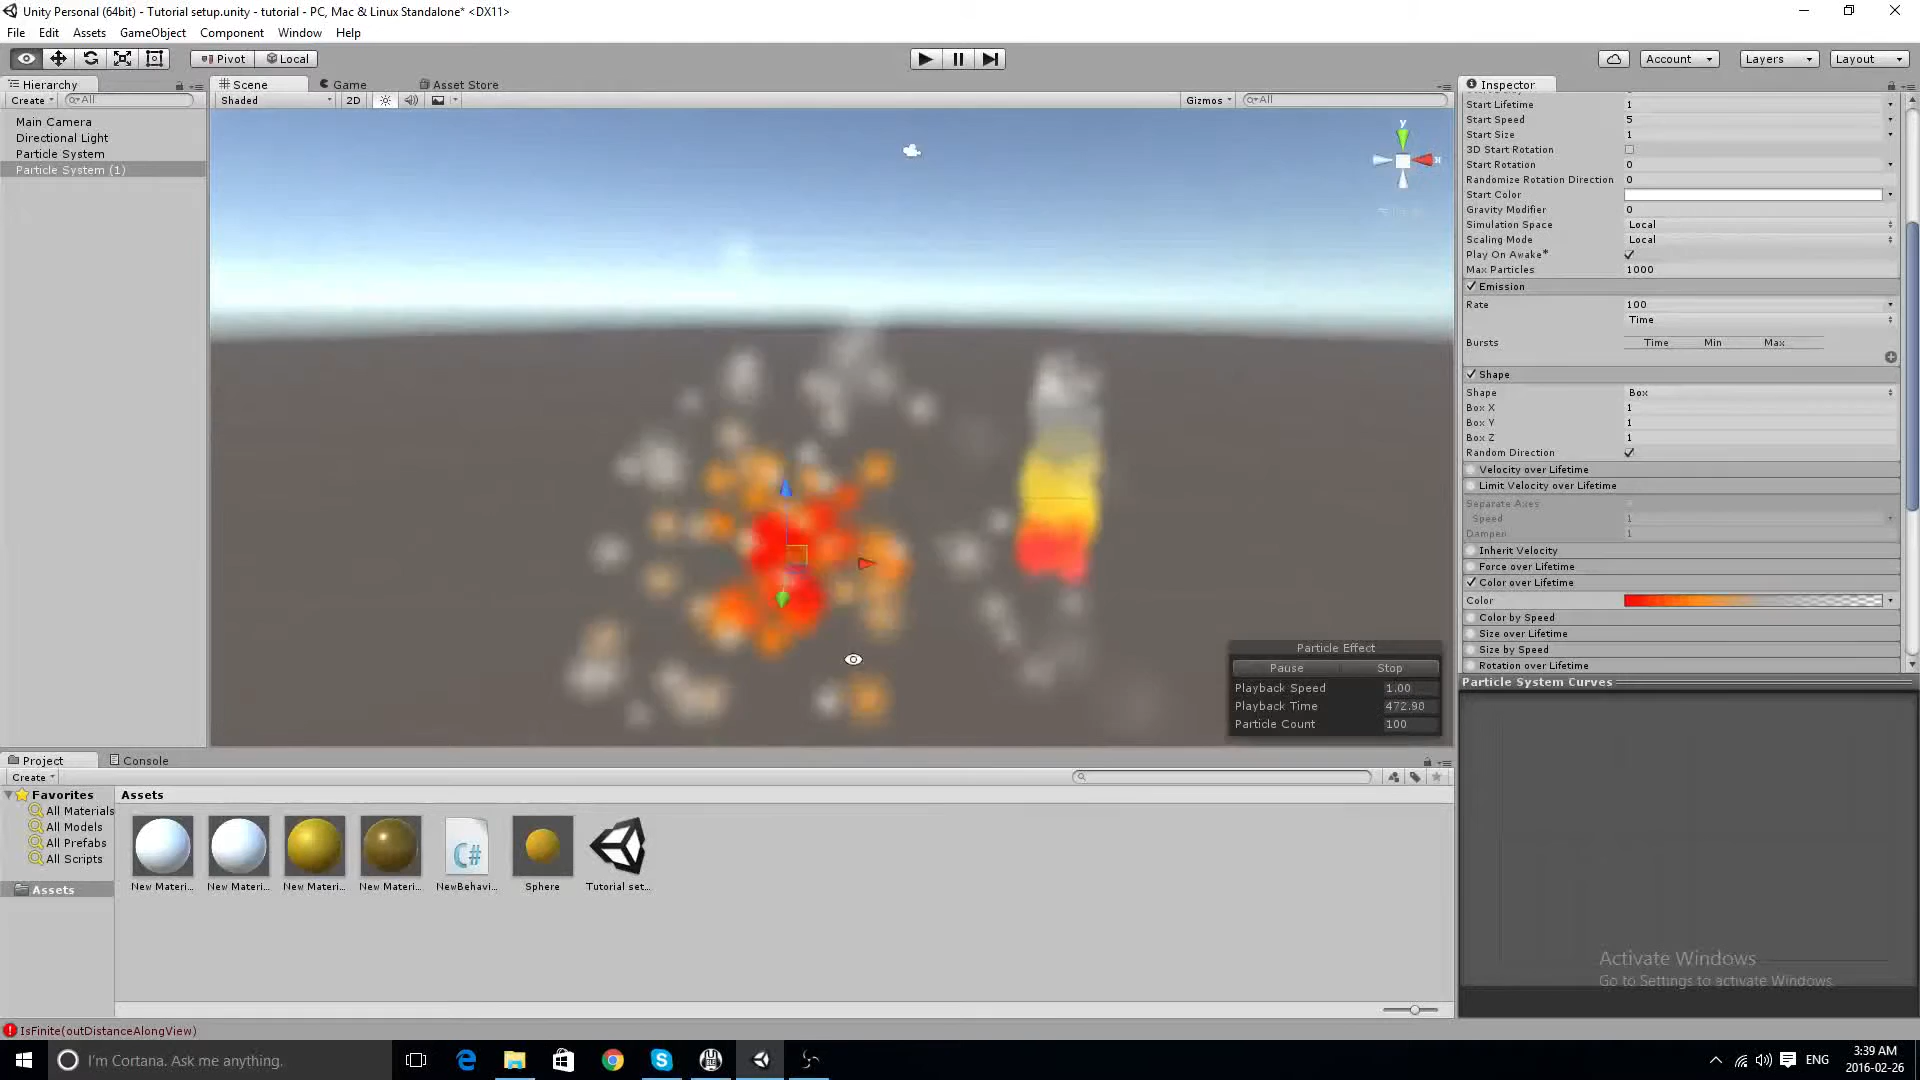 Unity Personal (64bit) - Tutorial setup.unity - tutorial - PC, Mac & Linux Standalone* <DX11>
File Edit Assets GameObject Component Window Help
Pivot Local Account Layers Layout
Hierarchy
Create All
Main Camera
Directional Light
Particle System
Particle System (1)
Scene Game Asset Store
Shaded 2D Gizmos All
y
x
Particle Effect
Pause Stop
Playback Speed 1.00
Playback Time 472.90
Particle Count 100
Inspector
Start Lifetime 1
Start Speed 5
Start Size 1
3D Start Rotation
Start Rotation 0
Randomize Rotation Direction 0
Start Color
Gravity Modifier 0
Simulation Space Local
Scaling Mode Local
Play On Awake*
Max Particles 1000
Emission
Rate 100
Time
Bursts Time Min Max
Shape
Shape Box
Box X 1
Box Y 1
Box Z 1
Random Direction
Velocity over Lifetime
Limit Velocity over Lifetime
Separate Axes
Speed 1
Dampen 1
Inherit Velocity
Force over Lifetime
Color over Lifetime
Color
Color by Speed
Size over Lifetime
Size by Speed
Rotation over Lifetime
Particle System Curves
Project Console
Create
Favorites
All Materials
All Models
All Prefabs
All Scripts
Assets
Assets
C#
New Materi... New Materi... New Materi... New Materi... NewBehavi... Sphere Tutorial set...
Activate Windows
Go to Settings to activate Windows.
IsFinite(outDistanceAlongView)
I'm Cortana. Ask me anything.
ENG
3:39 AM
2016-02-26